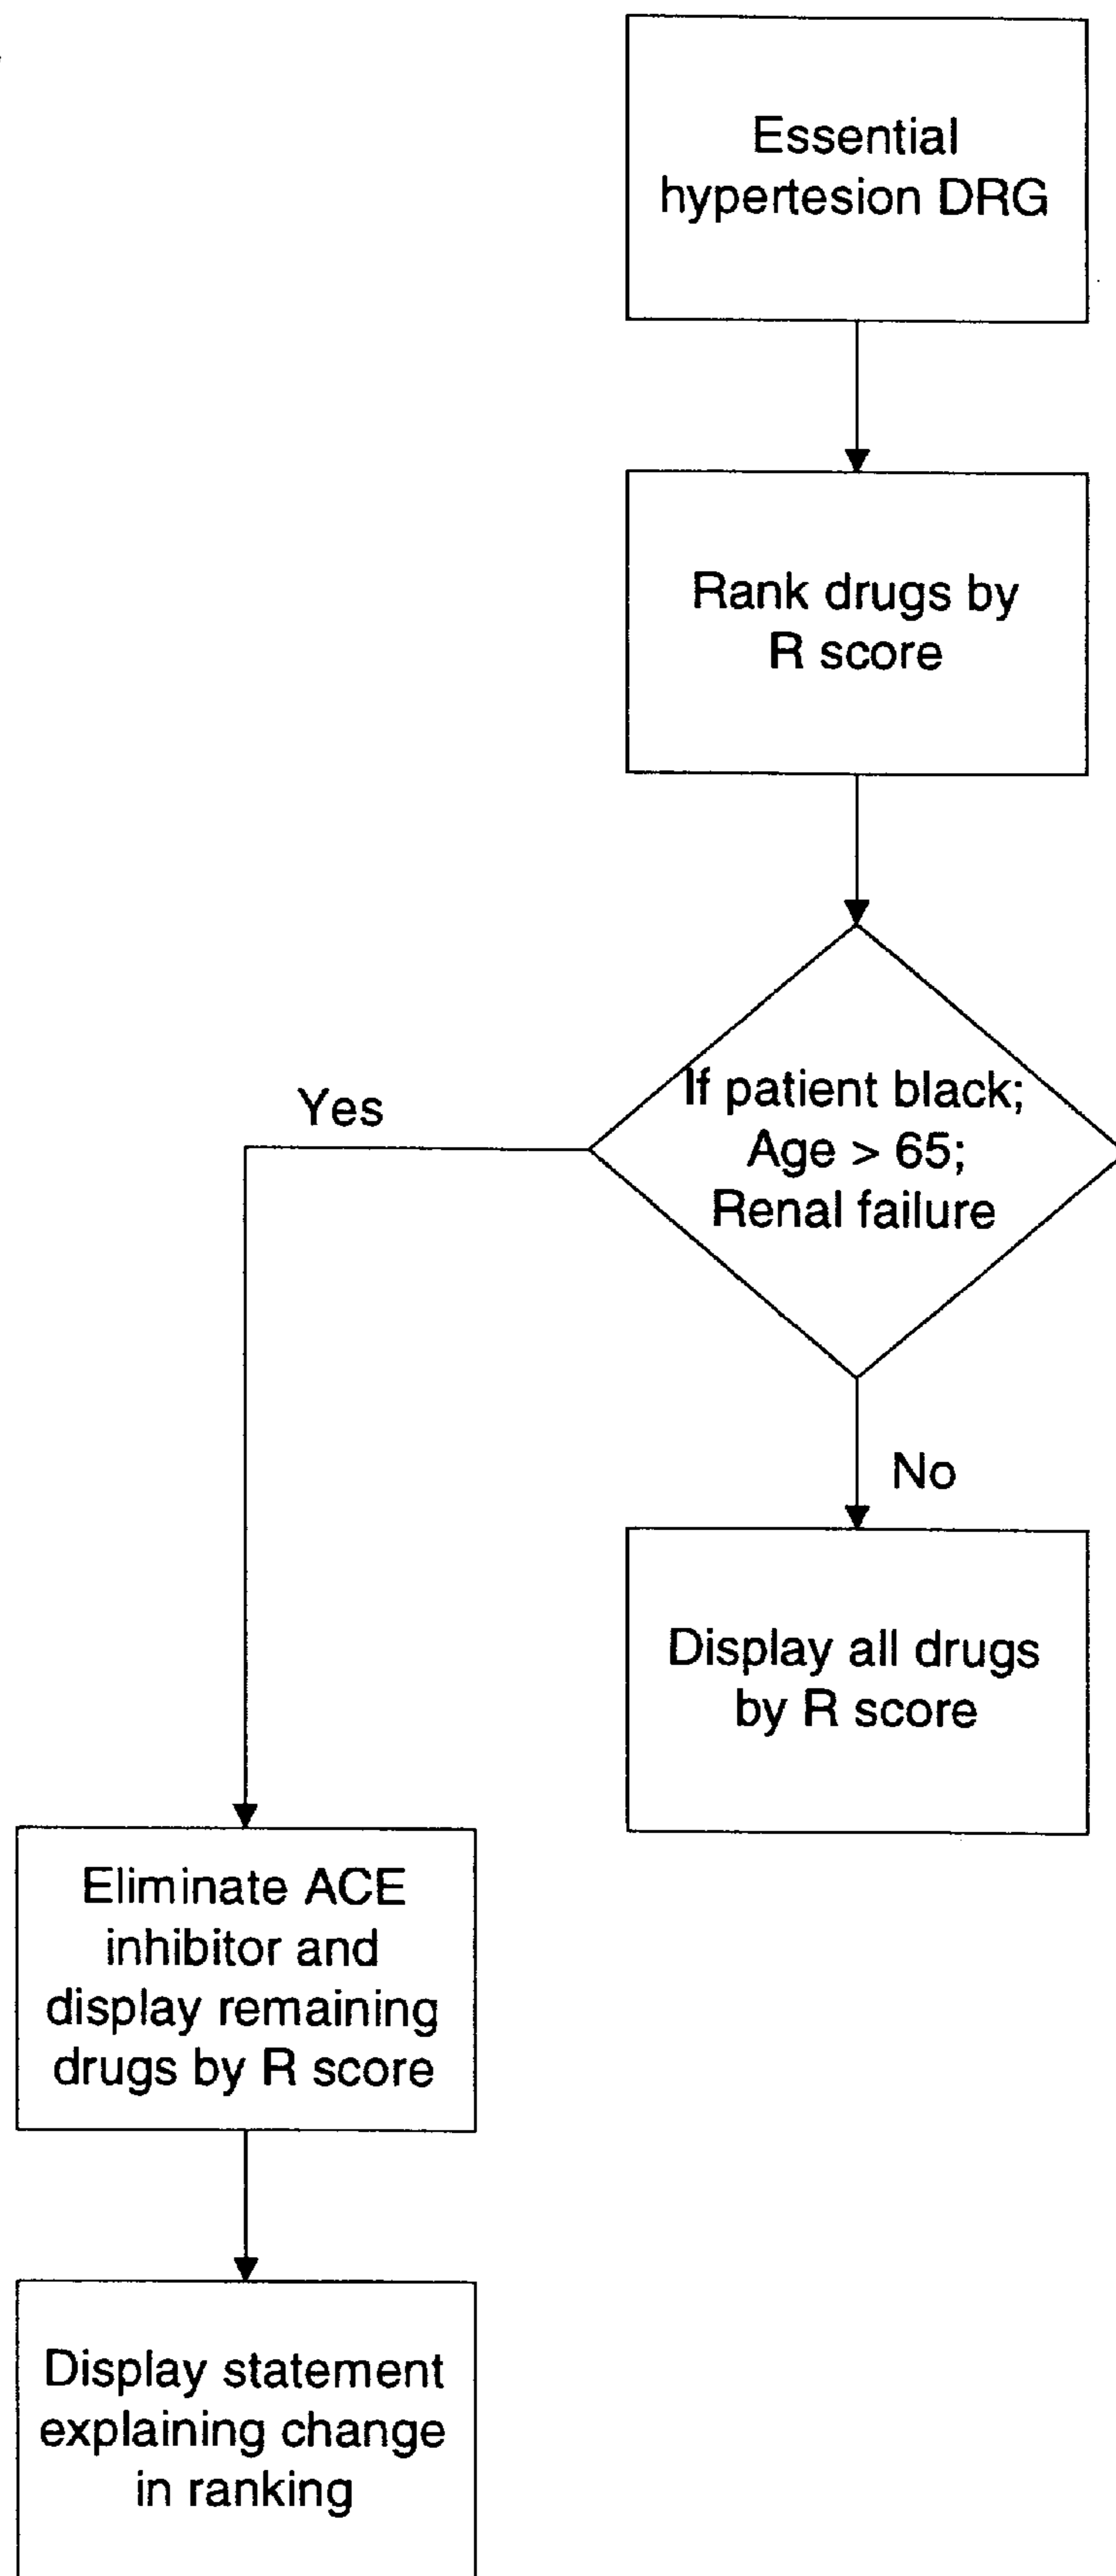 Essential
hypertesion DRG
Rank drugs by
R score
If patient black;
Age > 65;
Renal failure
Yes
No
Display all drugs
by R score
Eliminate ACE
inhibitor and
display remaining
drugs by R score
Display statement
explaining change
in ranking